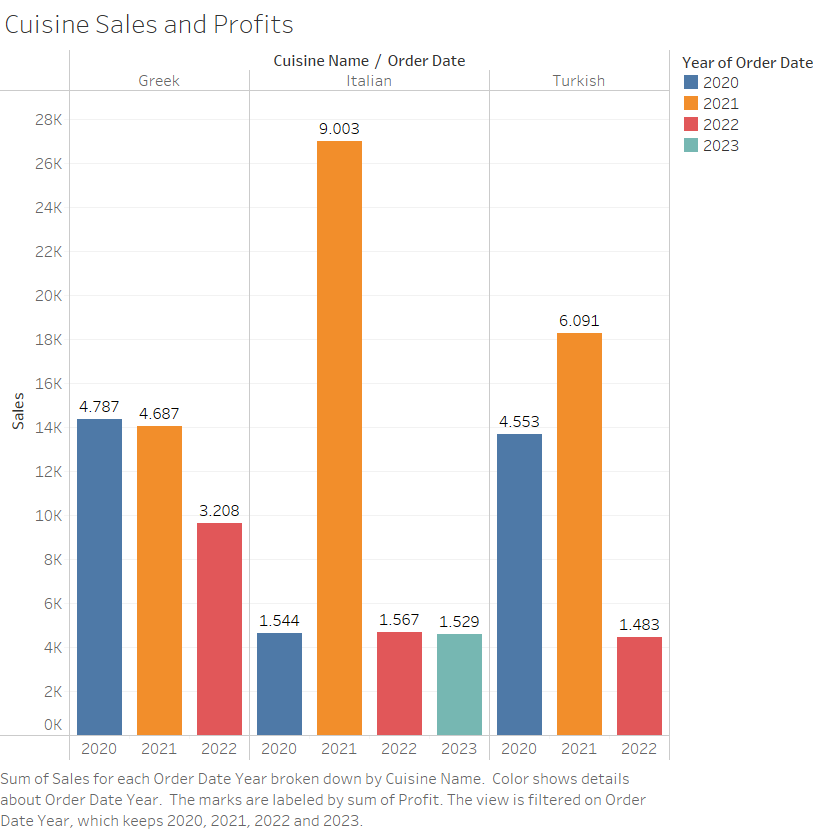 Cuisine Sales and Profits
Cuisine Name / Order Date
Greek Italian Turkish
Year of Order Date
2020
2021
2022
2023
Sales
28K
26K
24K
22K
20K
18K
16K
14K
12K
10K
8K
6K
4K
2K
0K
4.787 4.687 3.208 1.544 9.003 1.567 1.529 4.553 6.091 1.483
2020 2021 2022 2020 2021 2022 2023 2020 2021 2022
Sum of Sales for each Order Date Year broken down by Cuisine Name. Color shows details
about Order Date Year. The marks are labeled by sum of Profit. The view is filtered on Order
Date Year, which keeps 2020, 2021, 2022 and 2023.